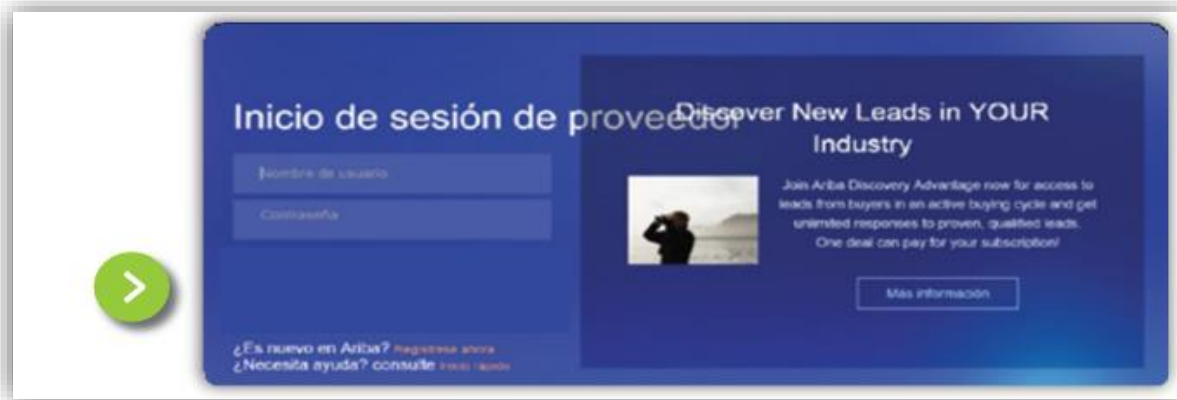 Inicio de sesión de proveedor
Nombre de usuario
Contraseña
¿Es nuevo en Ariba? Regístrese ahora
¿Necesita ayuda? consulte Inicio rápido
Discover New Leads in YOUR
Industry
Join Ariba Discovery Advantage now for access to
leads from buyers in an active buying cycle and get
unlimited responses to proven, qualified leads.
One deal can pay for your subscription!
Más información